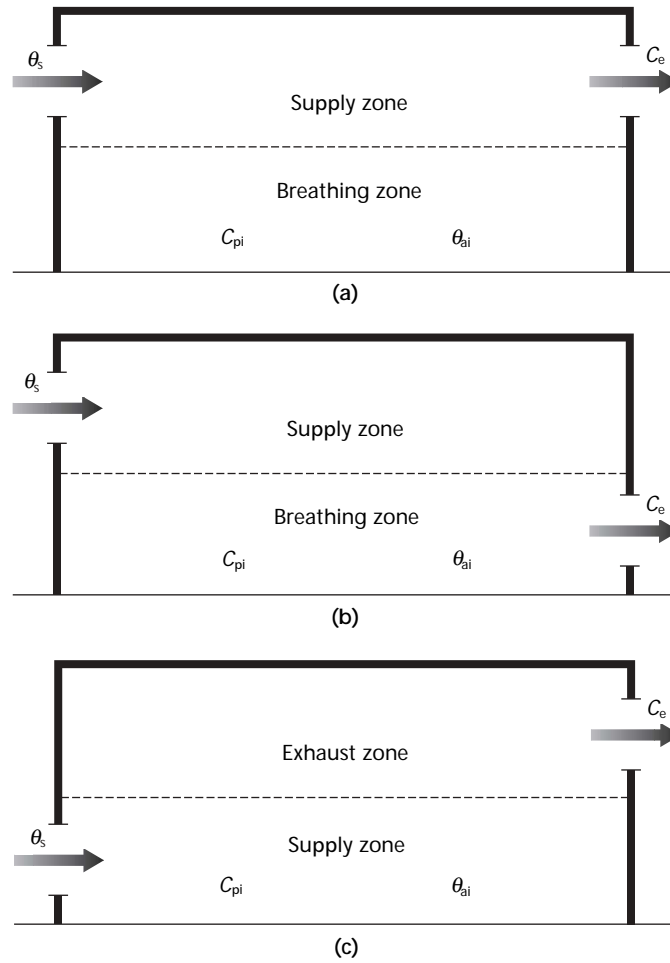 θs Ce
Supply zone
Breathing zone
Cpi θai
(a)
θs
Supply zone
Ce
Breathing zone
Cpi θai
(b)
Ce
Exhaust zone
θs
Supply zone
Cpi θai
(c)